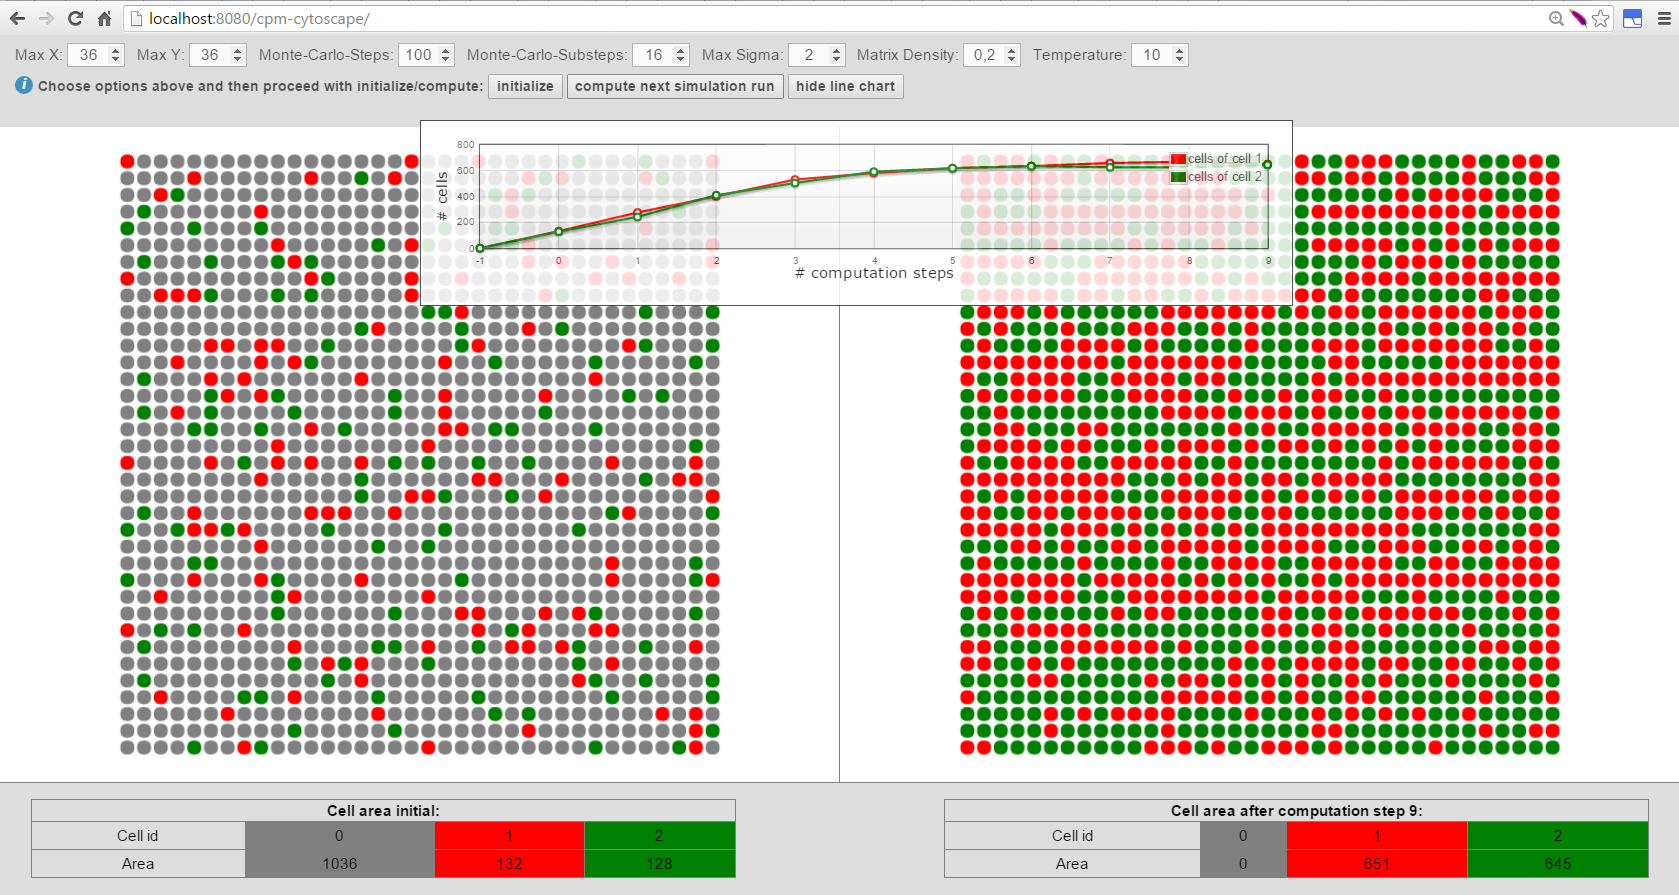 localhost:8080/cpm-cytoscape/
Max X: 36 Max Y: 36 Monte-Carlo-Steps: 100 Monte-Carlo-Substeps: 16 Max Sigma: 2 Matrix Density: 0,2 Temperature: 10
i Choose options above and then proceed with initialize/compute: initialize compute next simulation run hide line chart
800
600
400
200
0
# cells
cells of cell 1
cells of cell 2
-1 0 1 2 3 4 5 6 7 8 9
# computation steps
Cell area initial:
Cell id 0 1 2
Area 1036 132 128
Cell area after computation step 9:
Cell id 0 1 2
Area 0 651 645